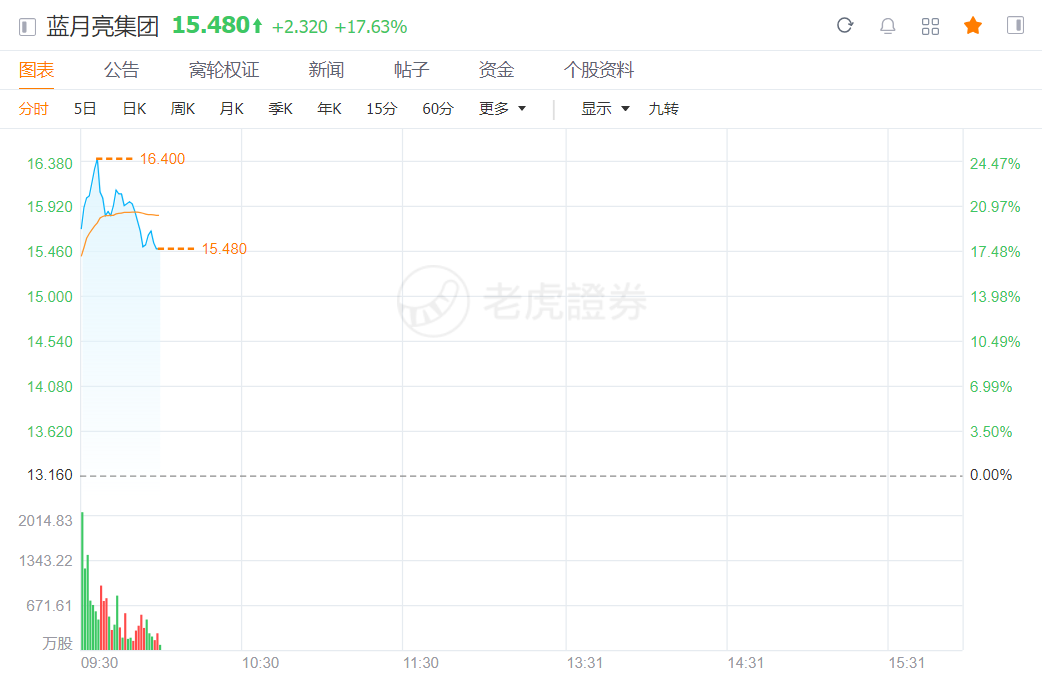 蓝月亮集团 15.480 +2.320 +17.63%
图表 公告 窝轮权证 新闻 帖子 资金 个股资料
分时 5日 日K 周K 月K 季K 年K 15分 60分 更多 显示 九转
16.400
16.380 24.47%
15.920 20.97%
15.480
15.460 17.48%
15.000 13.98%
老虎證券
14.540 10.49%
14.080 6.99%
13.620 3.50%
13.160 0.00%
2014.83
1343.22
671.61
万股
09:30 10:30 11:30 13:31 14:31 15:31